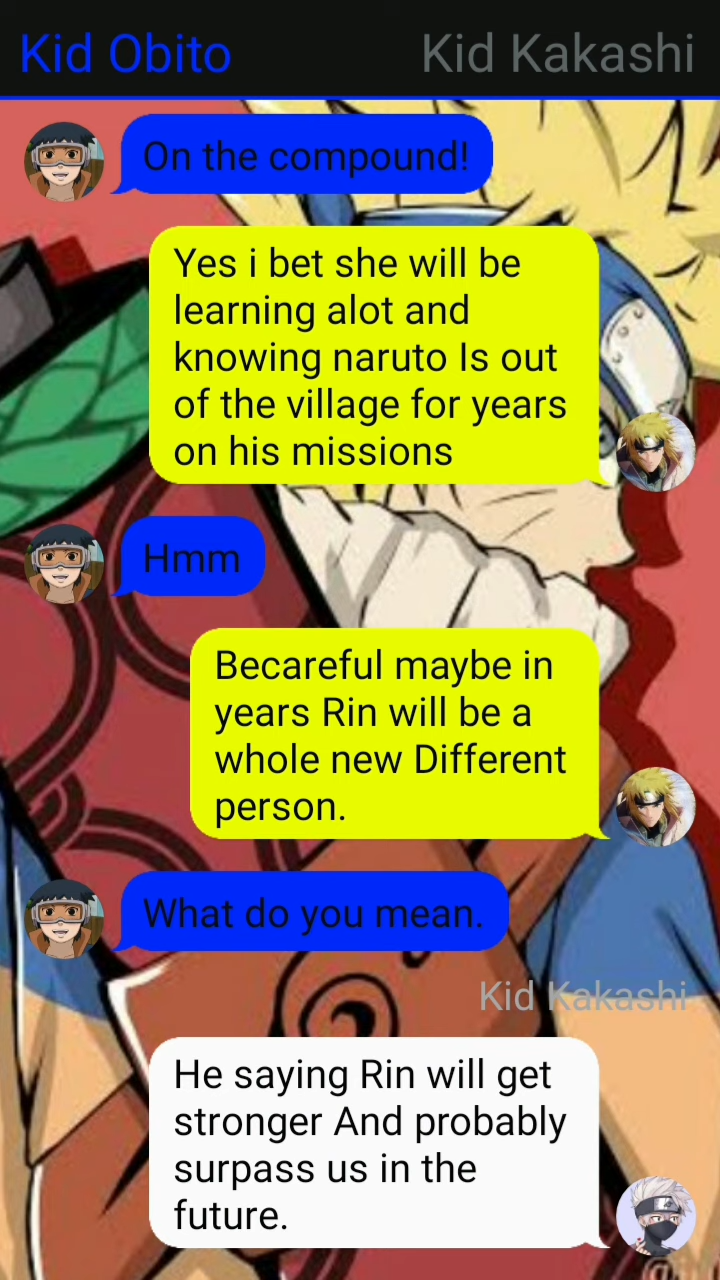 Kid Obito
Kid Kakashi
On the compound!
Yes i bet she will be
learning alot and
knowing naruto Is out
of the village for years
on his missions
Hmm
Becareful maybe in
years Rin will be a
whole new Different
person.
What do you mean.
Kid Kakashi
He saying Rin will get
stronger And probably
surpass us in the
future.